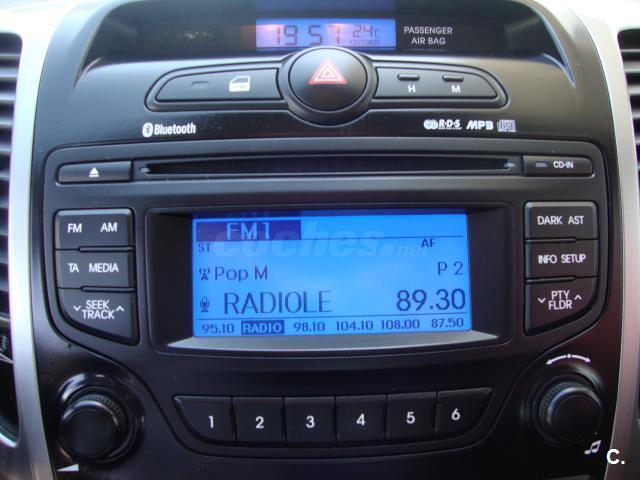 19:57 24°C OUTSIDE
PASSENGER
AIR BAG
H M
Bluetooth
R·D·S MP3
CD-IN
FM AM
TA MEDIA
SEEK
TRACK
FM1
ST AF
Pop M P 2
RADIOLE 89.30
95.10 RADIO 98.10 104.10 108.00 87.50
coches.net
DARK AST
INFO SETUP
PTY
FLDR
1 2 3 4 5 6
C.